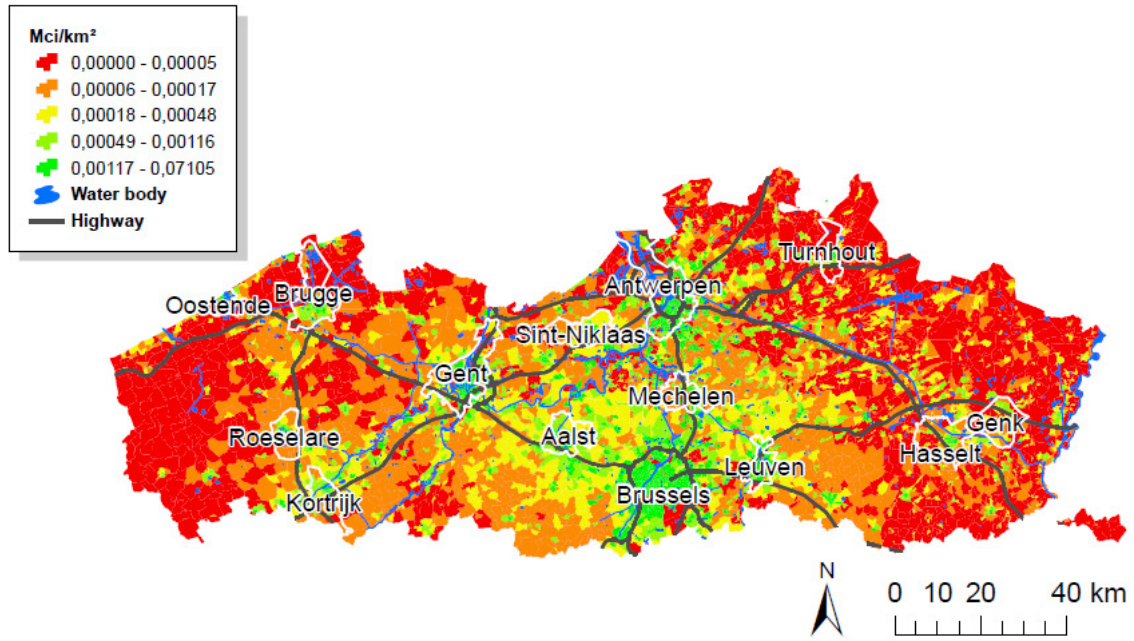 Mci/km²
0,00000 - 0,00005
0,00006 - 0,00017
0,00018 - 0,00048
0,00049 - 0,00116
0,00117 - 0,07105
Water body
Highway
Turnhout
Antwerpen
Brugge
Oostende
Sint-Niklaas
Gent
Mechelen
Genk
Roeselare
Aalst
Hasselt
Leuven
Kortrijk
Brussels
N
0 10 20 40 km